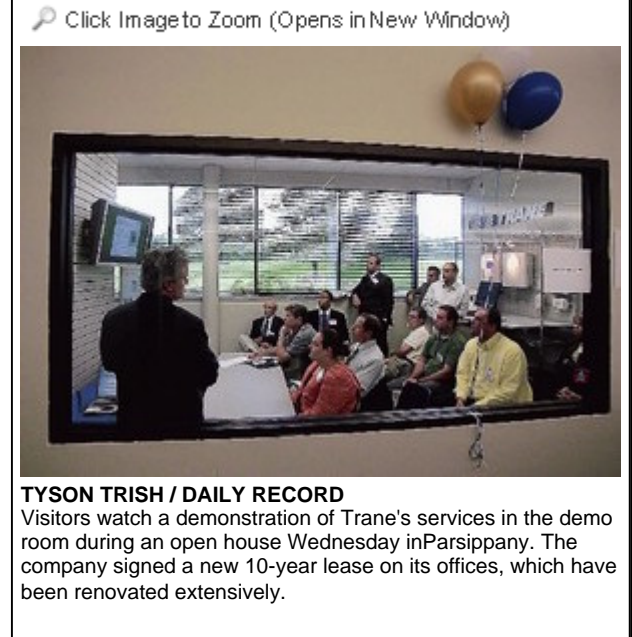 Click Image to Zoom (Opens in New Window)
TRANE
TYSON TRISH / DAILY RECORD
Visitors watch a demonstration of Trane's services in the demo
room during an open house Wednesday inParsippany. The
company signed a new 10-year lease on its offices, which have
been renovated extensively.